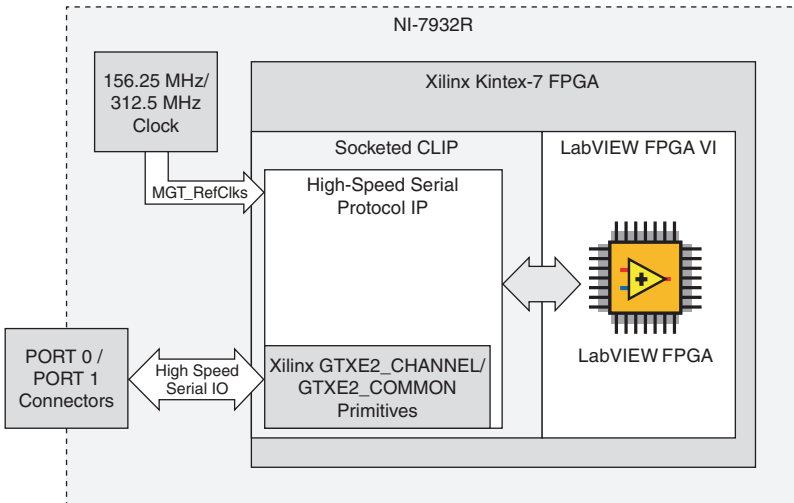 NI-7932R
156.25 MHz/
312.5 MHz
Clock
Xilinx Kintex-7 FPGA
Socketed CLIP
LabVIEW FPGA VI
MGT_RefClks
High-Speed Serial
Protocol IP
LabVIEW FPGA
PORT 0 /
PORT 1
Connectors
High Speed
Serial IO
Xilinx GTXE2_CHANNEL/
GTXE2_COMMON
Primitives